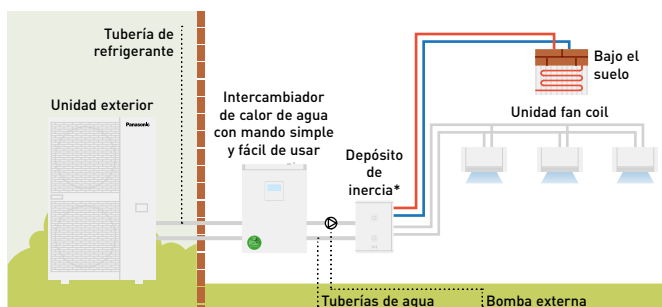 Tubería de
refrigerante
Unidad exterior
Panasonic
Intercambiador
de calor de agua
con mando simple
y fácil de usar
Depósito
de
inercia*
Bajo el
suelo
Unidad fan coil
Tuberías de agua
Bomba externa